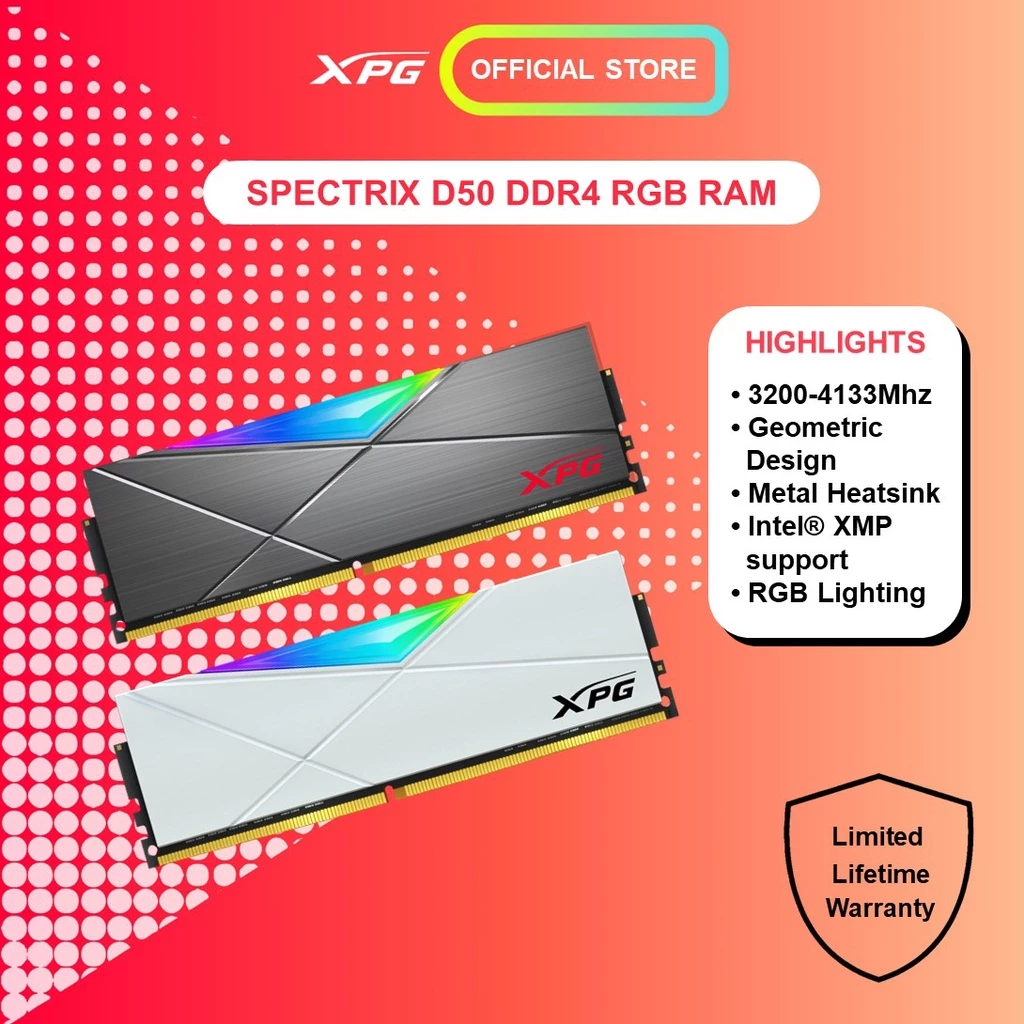 XPG OFFICIAL STORE
SPECTRIX D50 DDR4 RGB RAM
HIGHLIGHTS
• 3200-4133Mhz
• Geometric
Design
• Metal Heatsink
• Intel® XMP
support
• RGB Lighting
XPG
XPG
Limited
Lifetime
Warranty